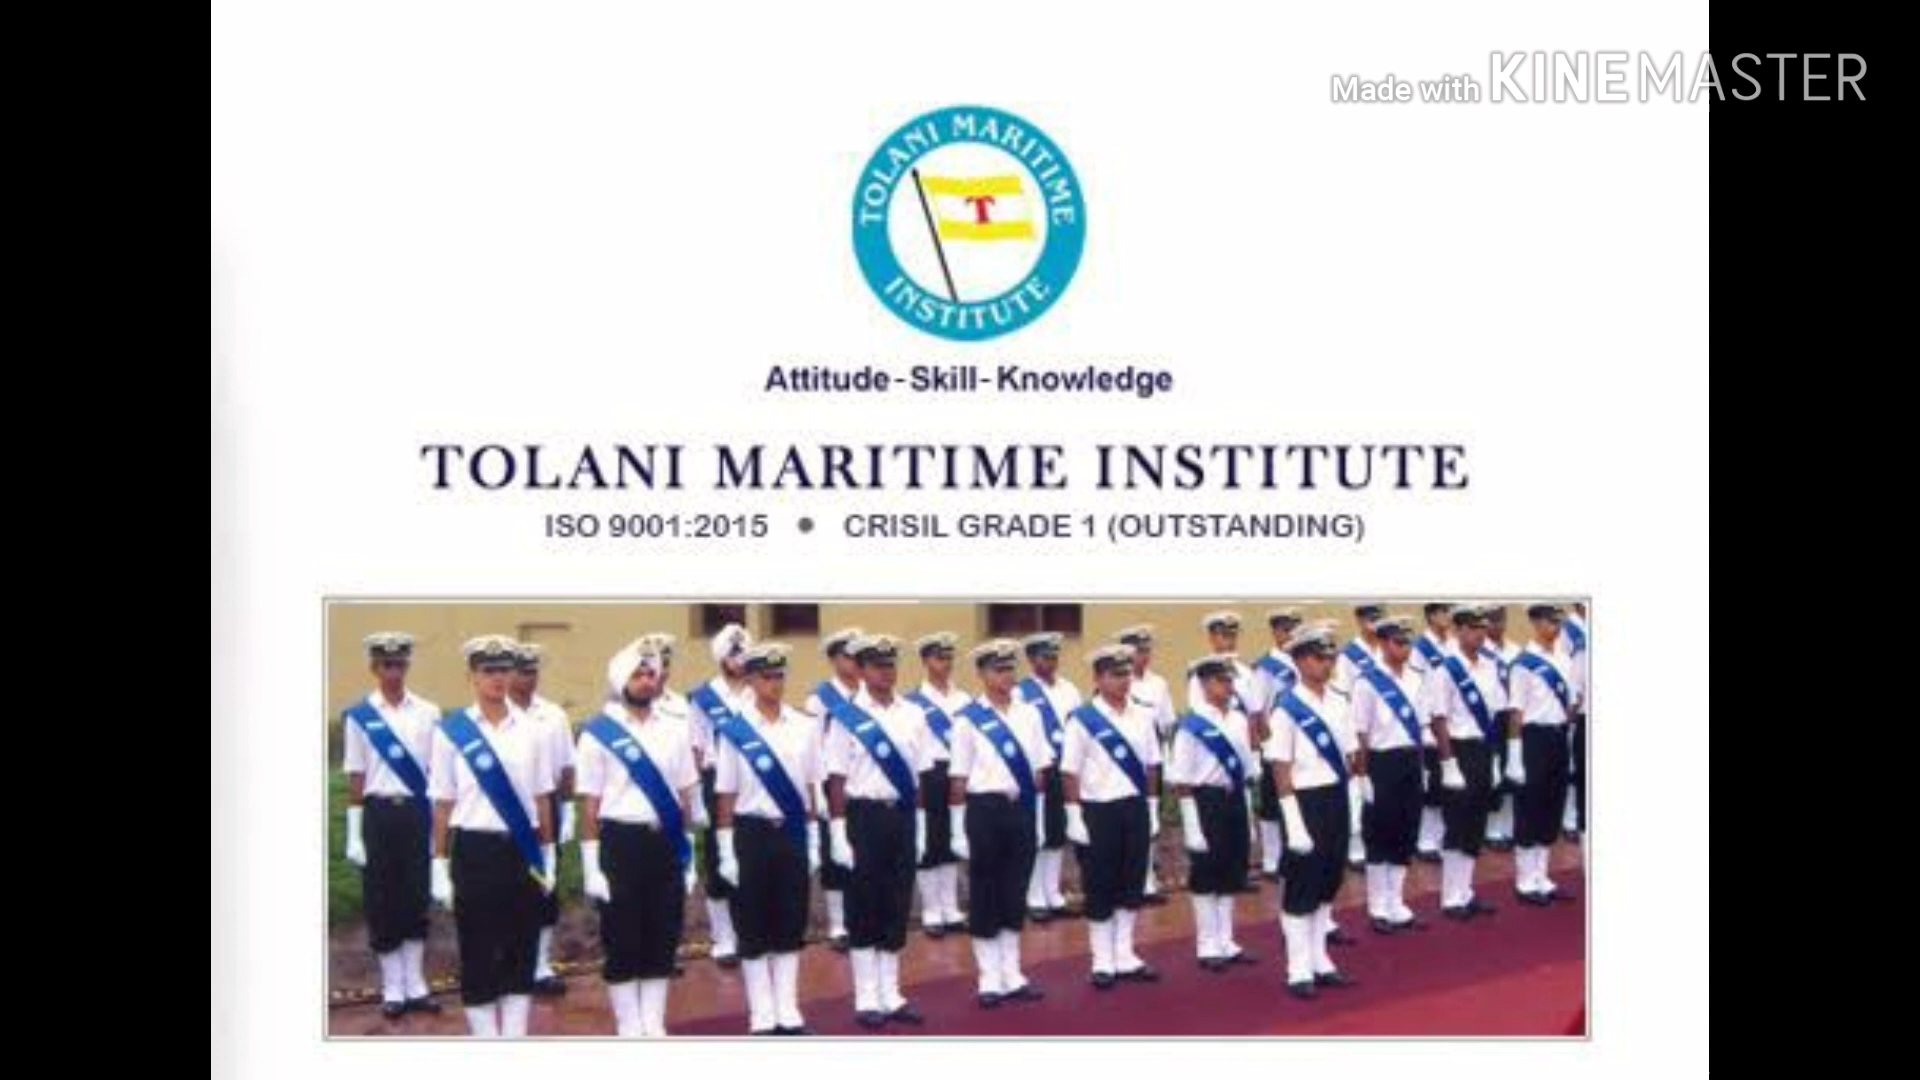 Made with KINEMASTER
TOLANI MARITIME
T
INSTITUTE
Attitude-Skill-Knowledge
TOLANI MARITIME INSTITUTE
ISO 9001:2015 • CRISIL GRADE 1 (OUTSTANDING)